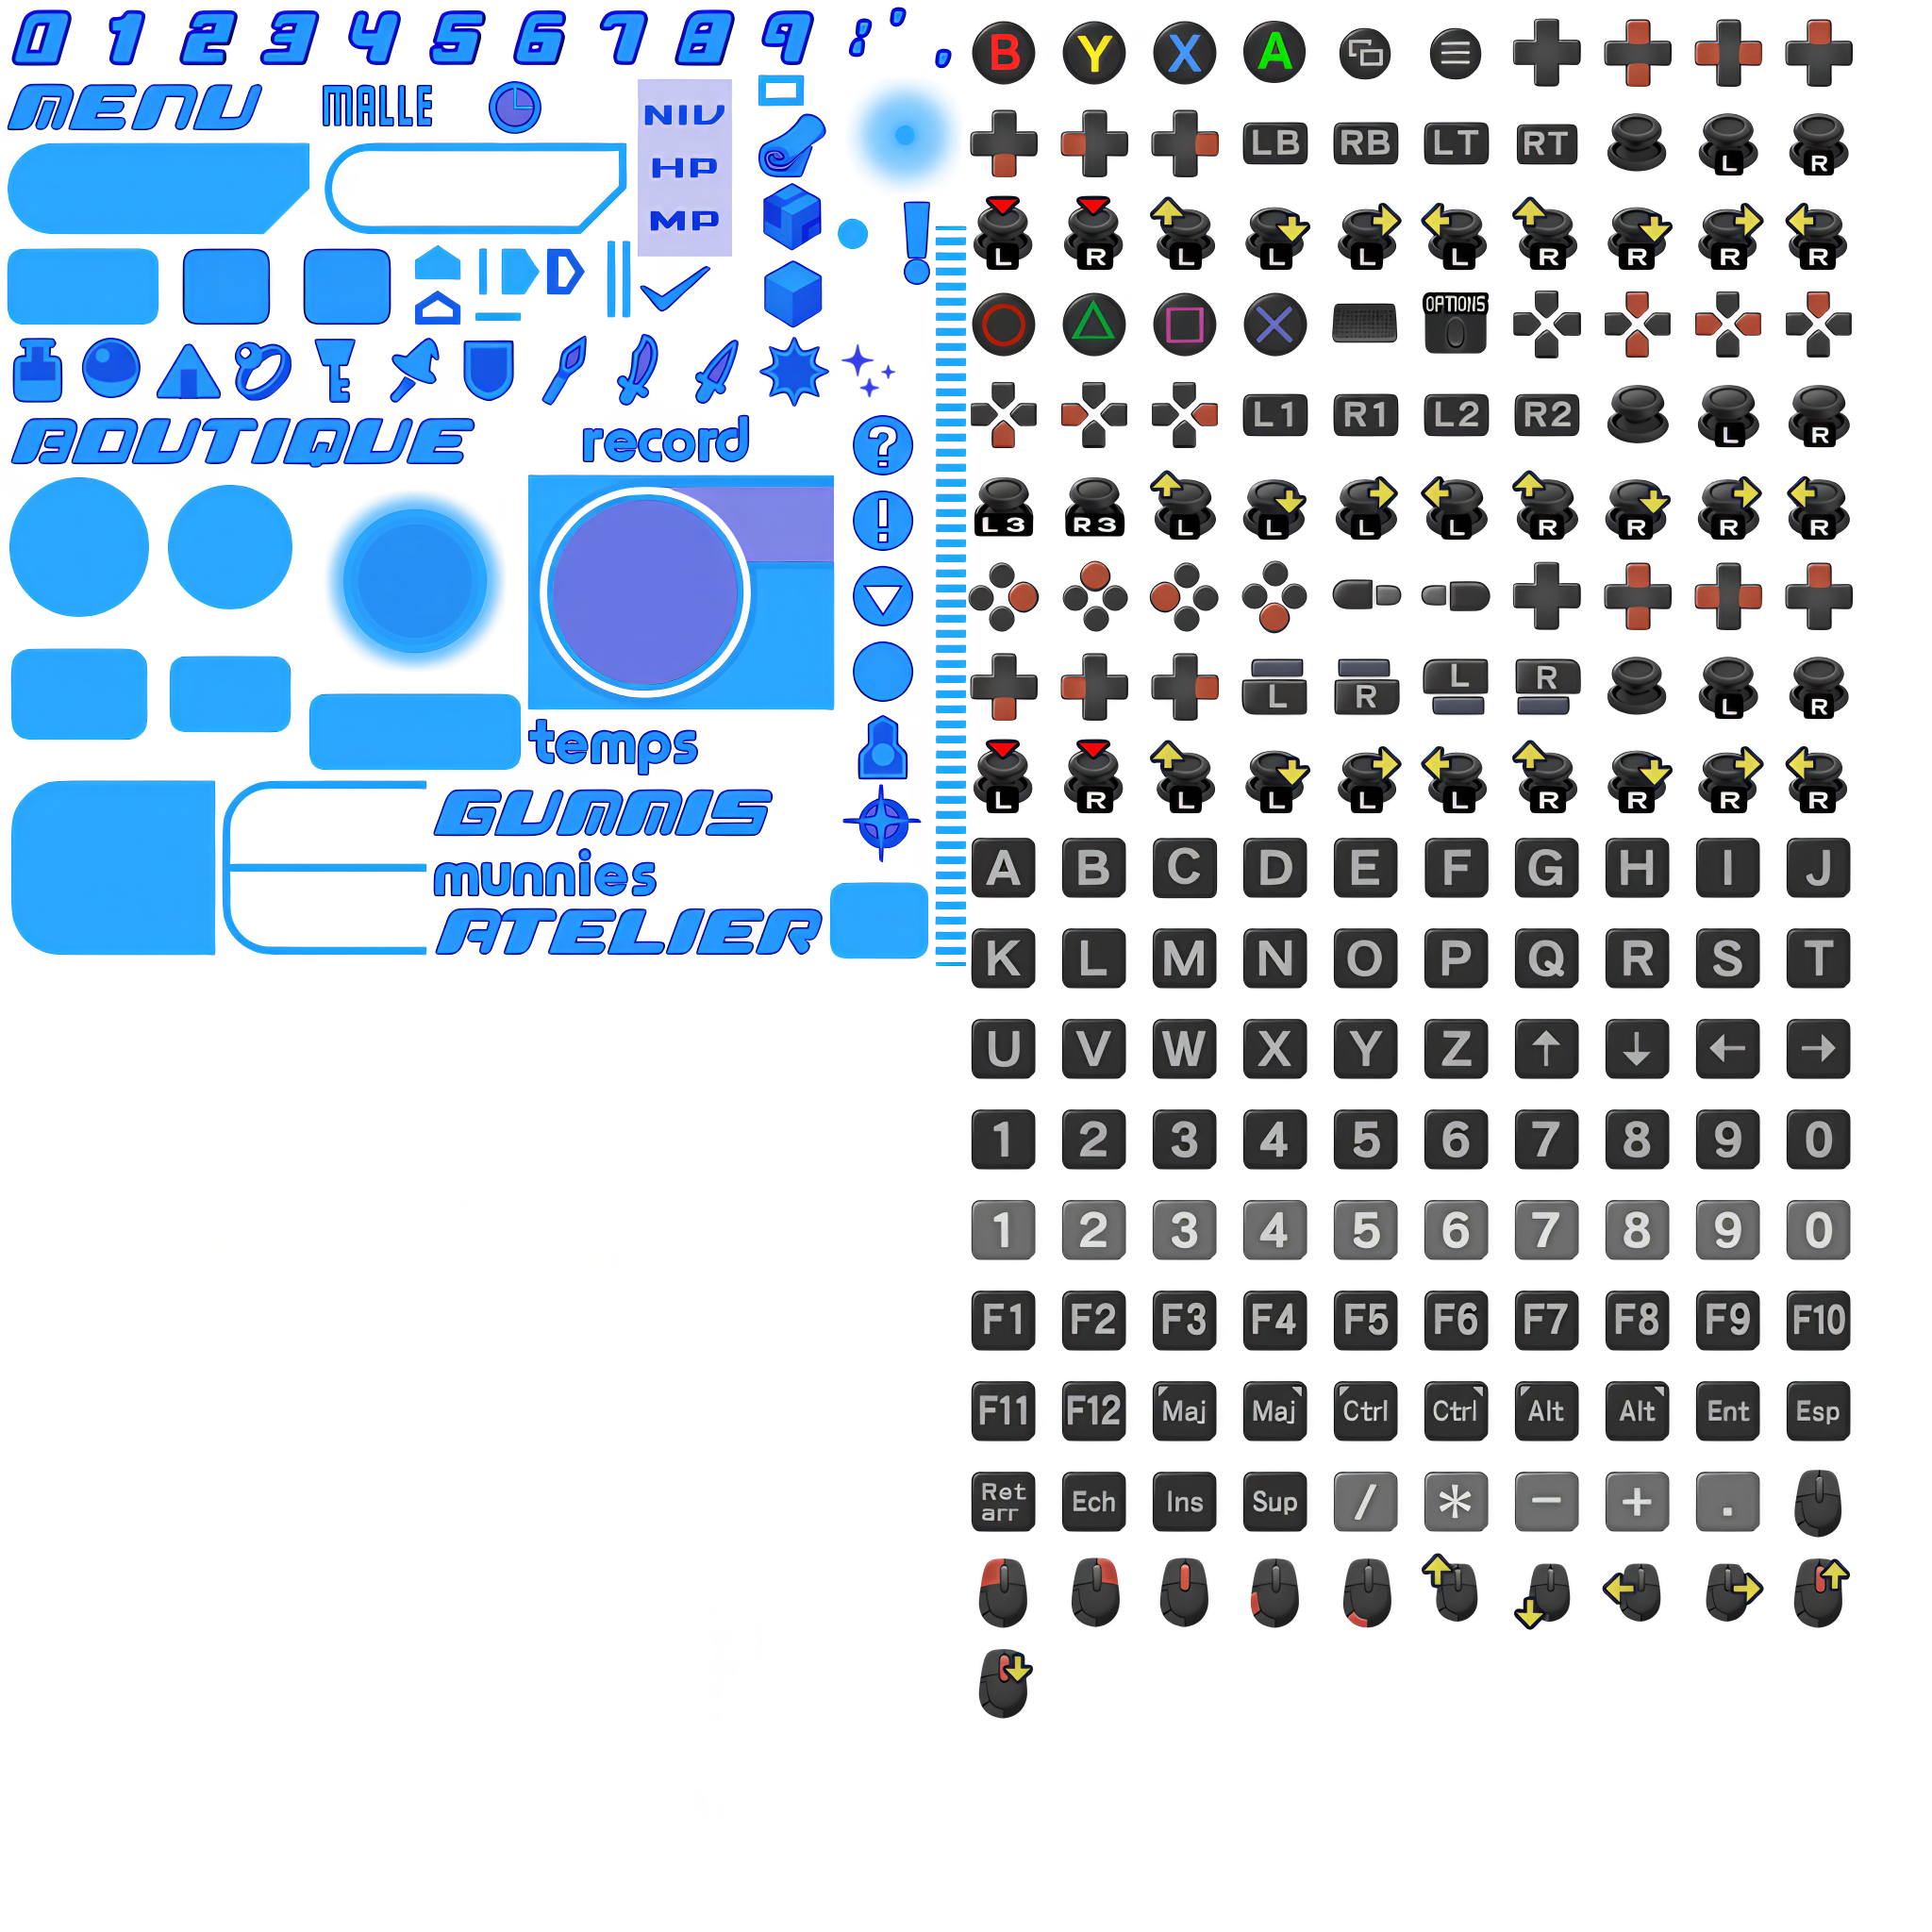 0 1 2 3 4 5 6 7 8 9 : ' ,
MENU
MALLE
NIV
HP
MP
BOUTIQUE
record
temps
GUMMIS
munnies
ATELIER
B Y X A
LB RB LT RT L R
L R L L L L R R R R
OPTIONS
L1 R1 L2 R2 L R
L3 R3 L L L L R R R R
L R L R L R
L R L L L L R R R R
A B C D E F G H I J
K L M N O P Q R S T
U V W X Y Z ↑ ↓ ← →
1 2 3 4 5 6 7 8 9 0
1 2 3 4 5 6 7 8 9 0
F1 F2 F3 F4 F5 F6 F7 F8 F9 F10
F11 F12 Maj Maj Ctrl Ctrl Alt Alt Ent Esp
Ret
arr
Ech Ins Sup / * - + .